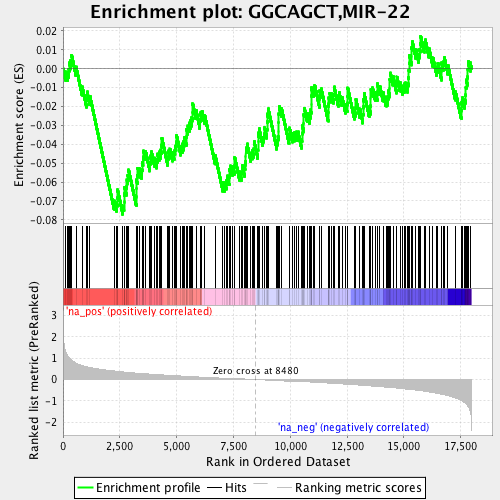 Enrichment plot: GGCAGCT,MIR-22
Enrichment score (ES)
0.02
0.01
0.00
-0.01
-0.02
-0.03
-0.04
-0.05
-0.06
-0.07
-0.08
Ranked list metric (PreRanked)
'na_pos' (positively correlated)
3
2
1
0
-1
-2
Zero cross at 8480
'na_neg' (negatively correlated)
0
2,500
5,000
7,500
10,000
12,500
15,000
17,500
Rank in Ordered Dataset
Enrichment profile
Hits
Ranking metric scores